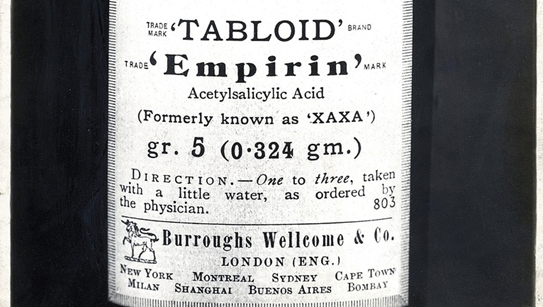 TRADE MARK 'TABLOID' BRAND
TRADE 'Empirin' MARK
Acetylsalicylic Acid
(Formerly known as 'XAXA')
gr. 5 (0·324 gm.)
DIRECTION.—One to three, taken
with a little water, as ordered by
the physician. 803
Burroughs Wellcome & Co.
LONDON (ENG.)
NEW YORK MONTREAL SYDNEY CAPE TOWN
MILAN SHANGHAI BUENOS AIRES BOMBAY